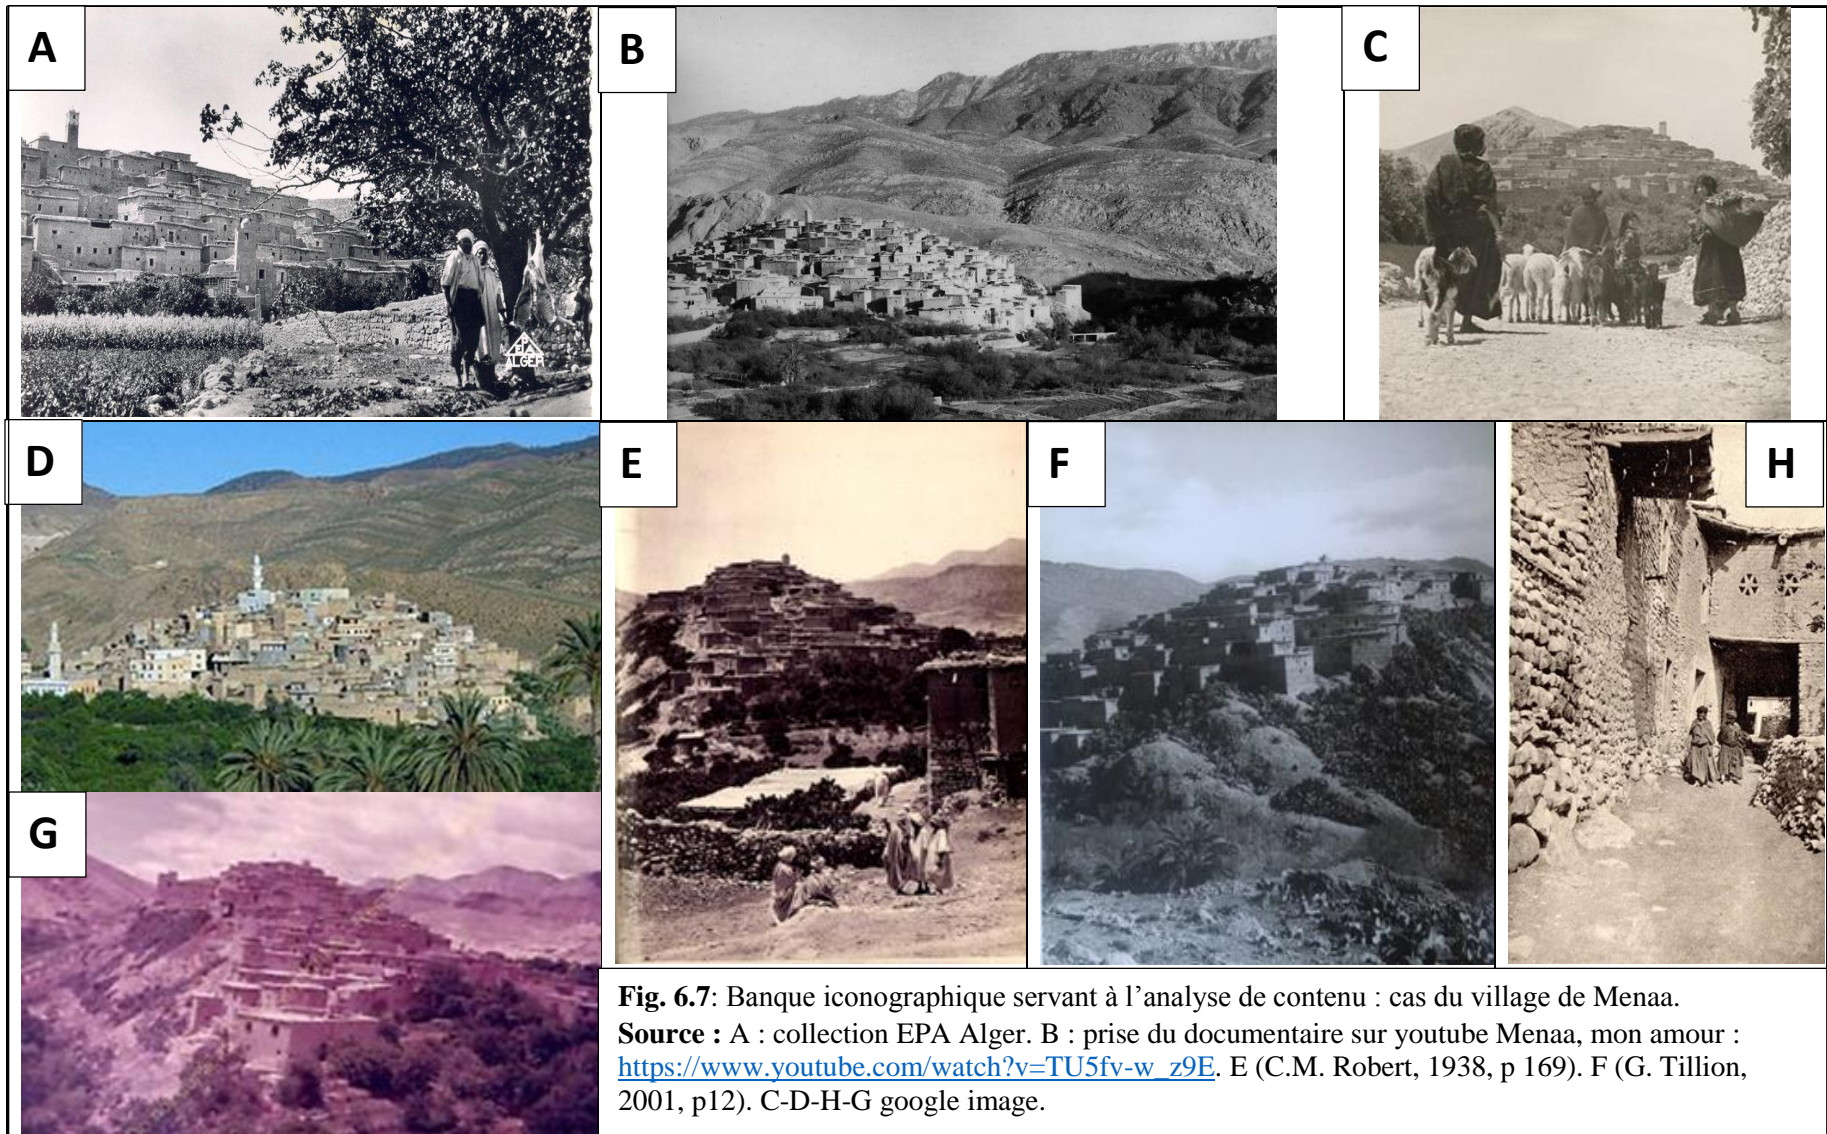 A
B
C
D
E
F
H
G
EPA
ALGER
Fig. 6.7: Banque iconographique servant à l’analyse de contenu : cas du village de Menaa.
Source : A : collection EPA Alger. B : prise du documentaire sur youtube Menaa, mon amour :
https://www.youtube.com/watch?v=TU5fv-w_z9E. E (C.M. Robert, 1938, p 169). F (G. Tillion,
2001, p12). C-D-H-G google image.